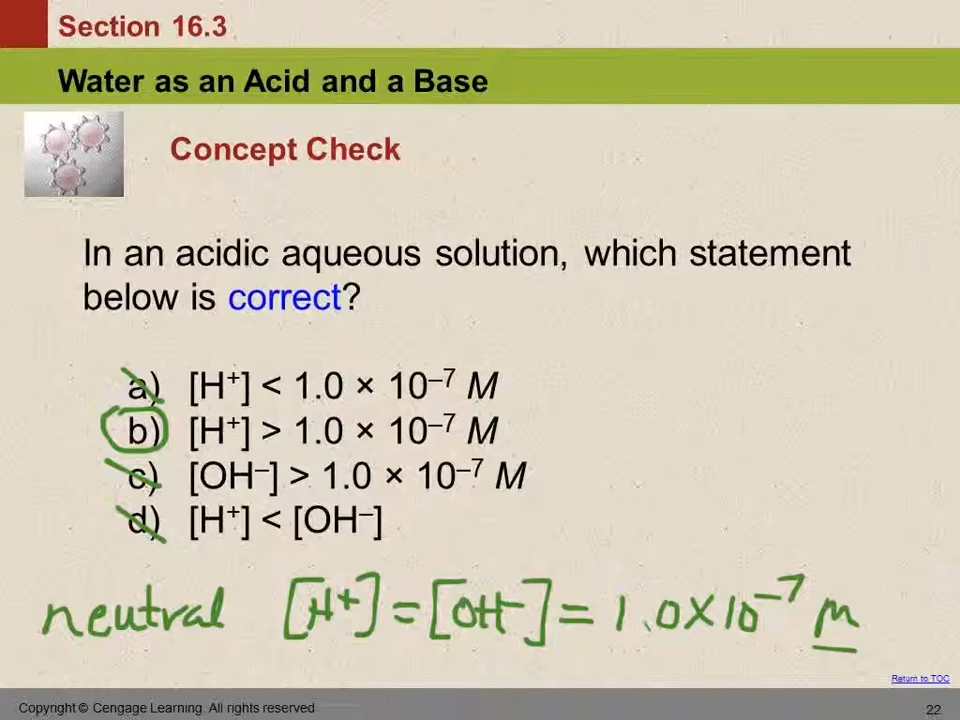 Section 16.3
Water as an Acid and a Base
Concept Check
In an acidic aqueous solution, which statement
below is correct?
a) [H⁺] < 1.0 × 10⁻⁷ M
b) [H⁺] > 1.0 × 10⁻⁷ M
c) [OH⁻] > 1.0 × 10⁻⁷ M
d) [H⁺] < [OH⁻]
neutral [H⁺] = [OH⁻] = 1.0 × 10⁻⁷ M
Return to TOC
Copyright © Cengage Learning. All rights reserved
22